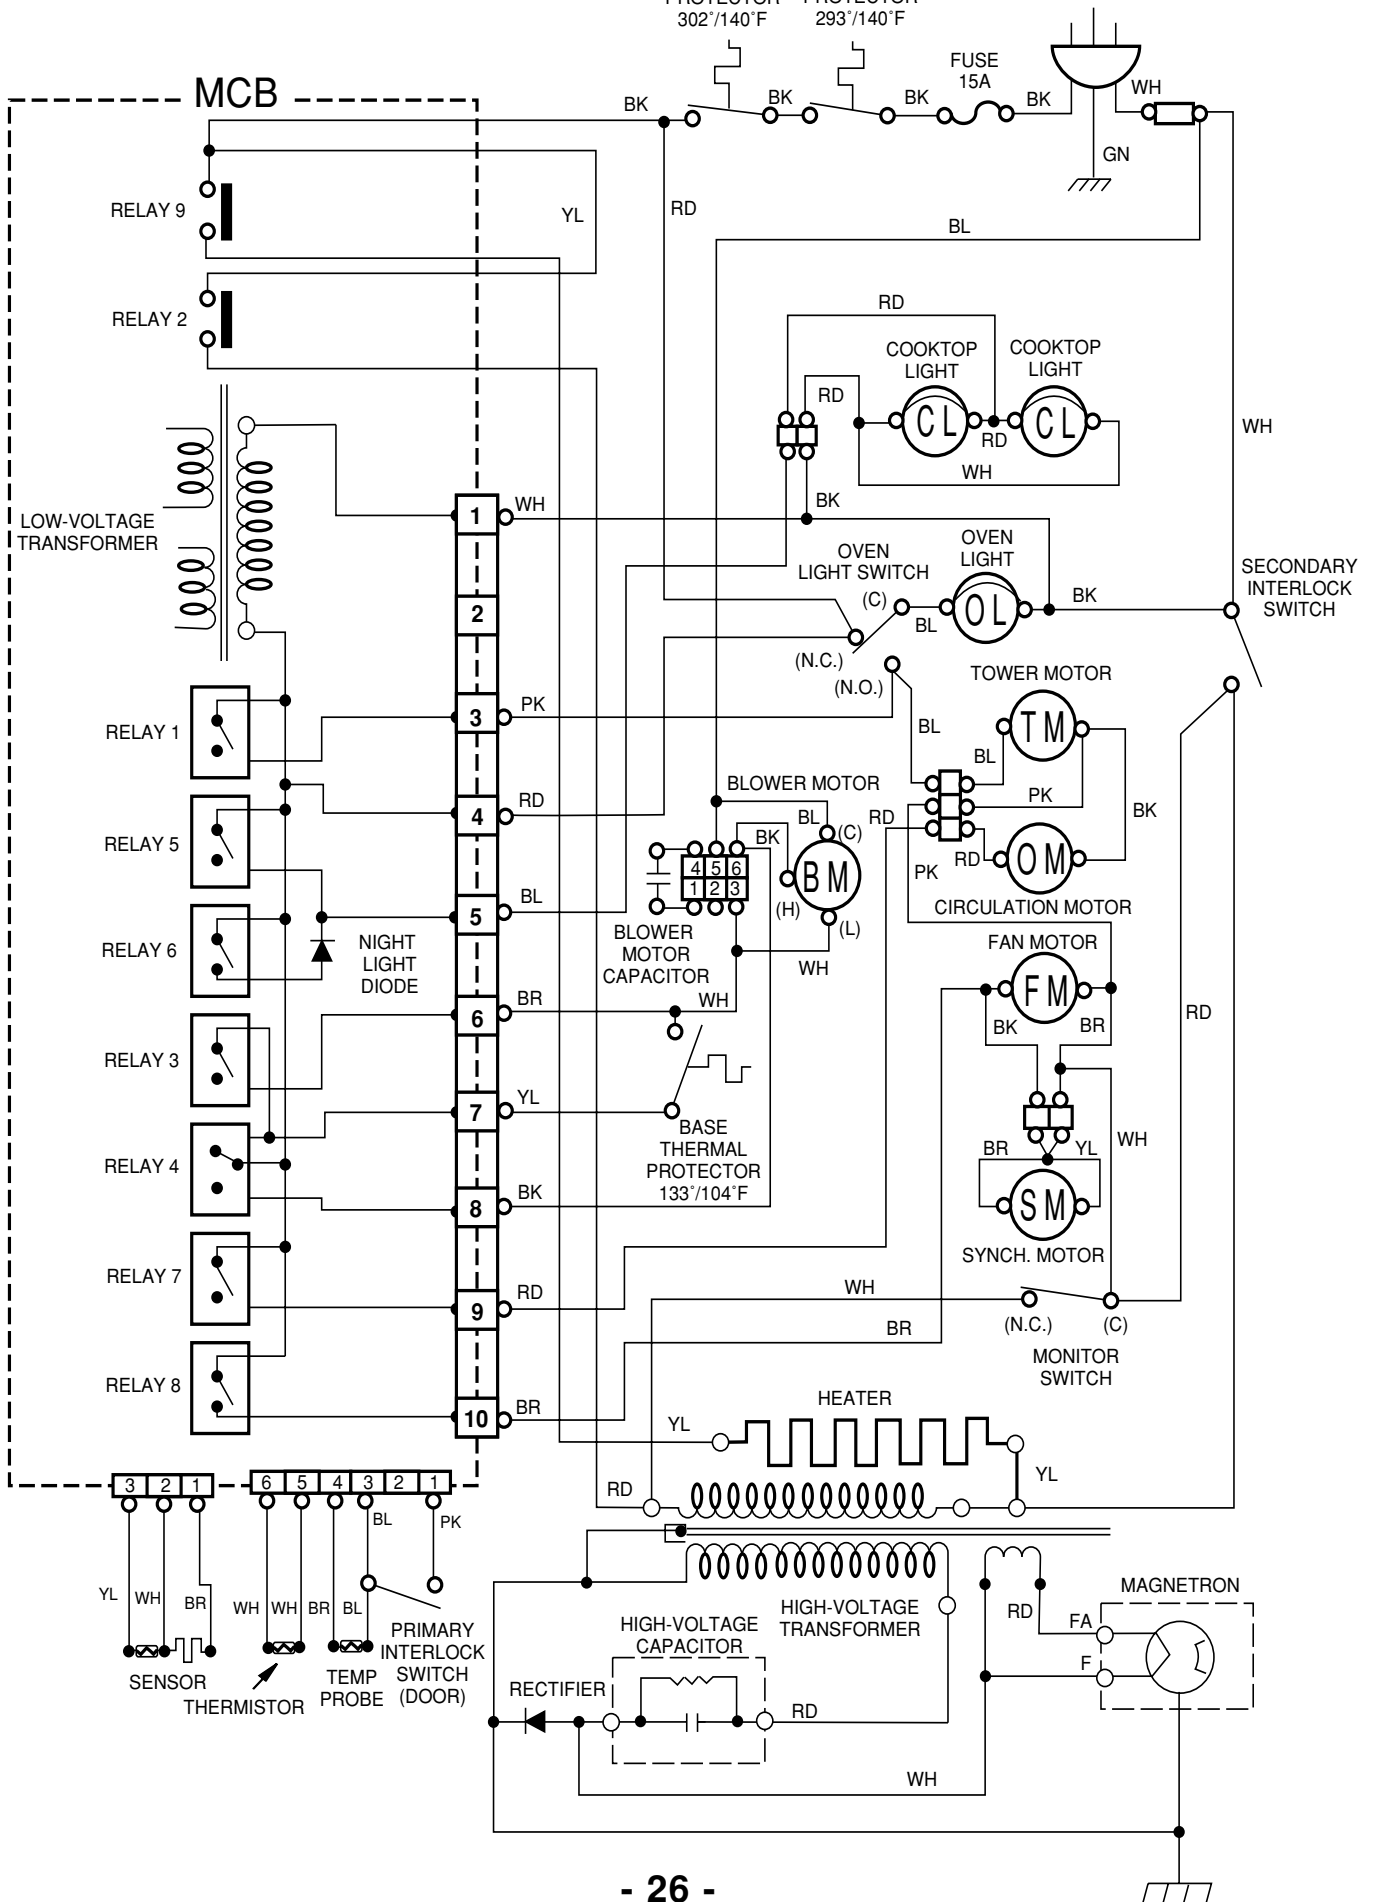 PROTECTOR PROTECTOR
302˚/140˚F 293˚/140˚F
FUSE
15A
MCB
BK BK BK BK WH
GN
RELAY 9
YL RD BL
RELAY 2
RD
COOKTOP
LIGHT
COOKTOP
LIGHT
RD
C L C L
RD
WH
WH
BK
LOW-VOLTAGE
TRANSFORMER
1 WH
OVEN
LIGHT SWITCH
OVEN
LIGHT
(C)
O L
BL
BK
SECONDARY
INTERLOCK
SWITCH
2
(N.C.)
(N.O.)
TOWER MOTOR
RELAY 1
3 PK
BL
T M
BL
PK
BK
BLOWER MOTOR
4 RD
BL (C)
RD
BK
RELAY 5
4 5 6
1 2 3
B M
(H)
(L)
PK
RD
O M
CIRCULATION MOTOR
5 BL
BLOWER
MOTOR
CAPACITOR
RELAY 6
NIGHT
LIGHT
DIODE
WH
FAN MOTOR
F M
6 BR
WH
BK BR
RD
RELAY 3
7 YL
BASE
THERMAL
PROTECTOR
133˚/104˚F
WH
BR YL
RELAY 4
8 BK
S M
SYNCH. MOTOR
RELAY 7
9 RD
WH
(N.C.) (C)
BR
MONITOR
SWITCH
RELAY 8
10 BR
HEATER
YL
YL
RD
3 2 1 6 5 4 3 2 1
BL PK
YL WH BR WH WH BR BL
SENSOR
THERMISTOR
TEMP
PROBE
PRIMARY
INTERLOCK
SWITCH
(DOOR)
HIGH-VOLTAGE
CAPACITOR
HIGH-VOLTAGE
TRANSFORMER
RD
MAGNETRON
FA
F
RECTIFIER
RD
WH
- 26 -